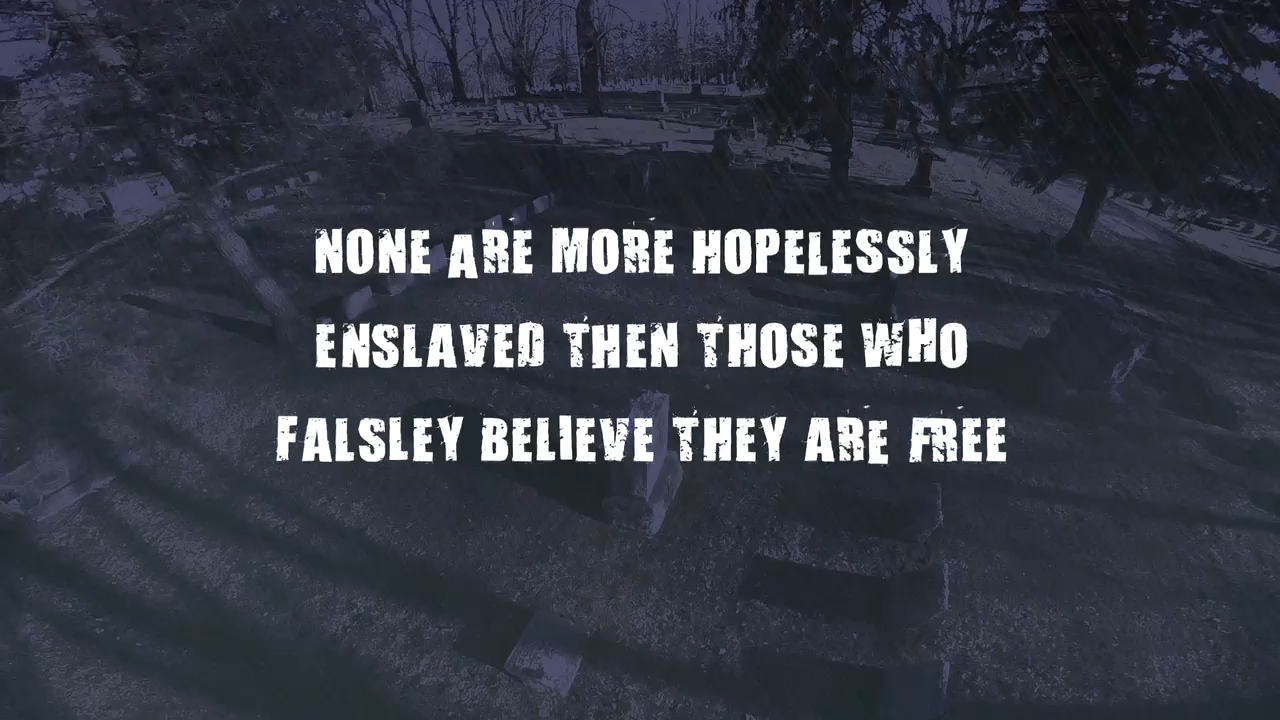 NONE ARE MORE HOPELESSLY
ENSLAVED THEN THOSE WHO
FALSLEY BELIEVE THEY ARE FREE